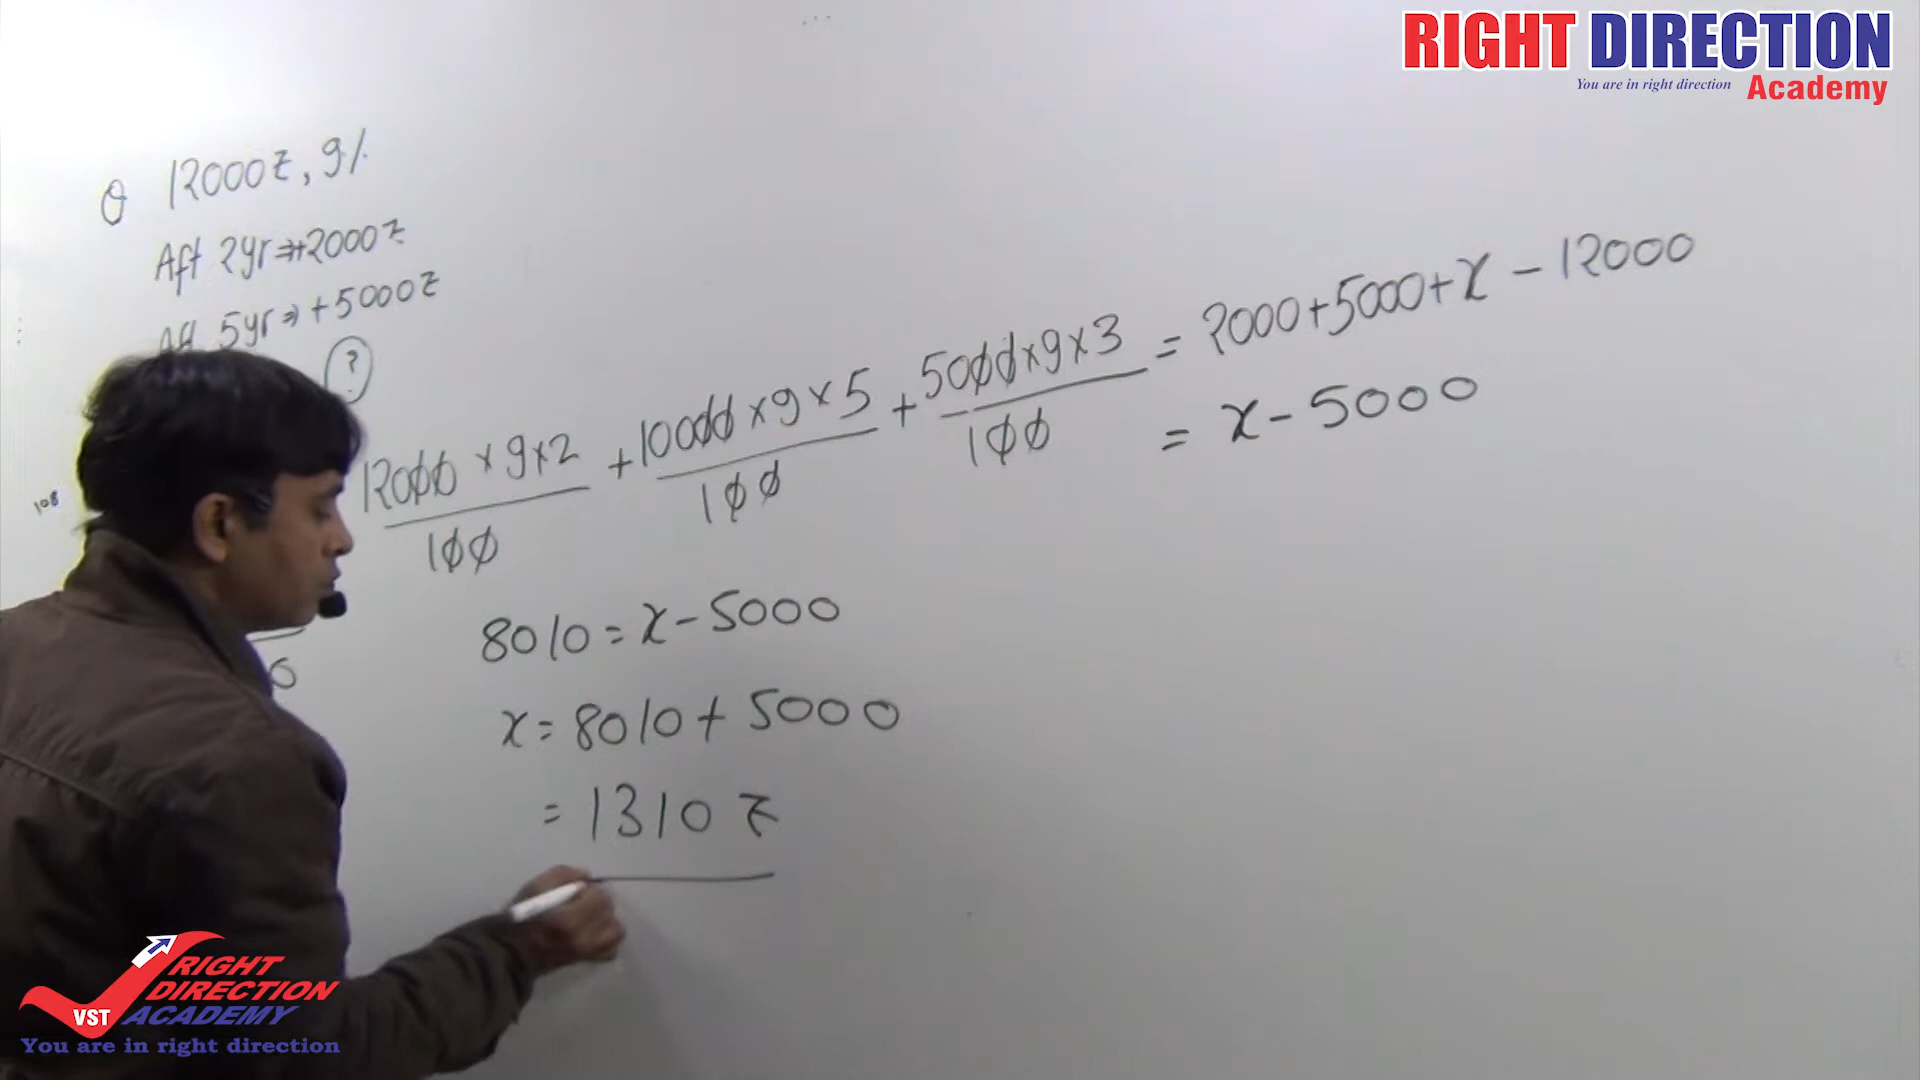 RIGHT DIRECTION
You are in right direction Academy
Q 12000₹, 9%
Aft 2yr ⇒ +2000₹
Aft 5yr ⇒ +5000₹
?
12000 × 9 × 2 + 10000 × 9 × 5 + 5000 × 9 × 3 = 2000 + 5000 + x - 12000
100 100 100 = x - 5000
108
8010 = x - 5000
x = 8010 + 5000
= 1310 ₹
RIGHT
DIRECTION
VST ACADEMY
You are in right direction